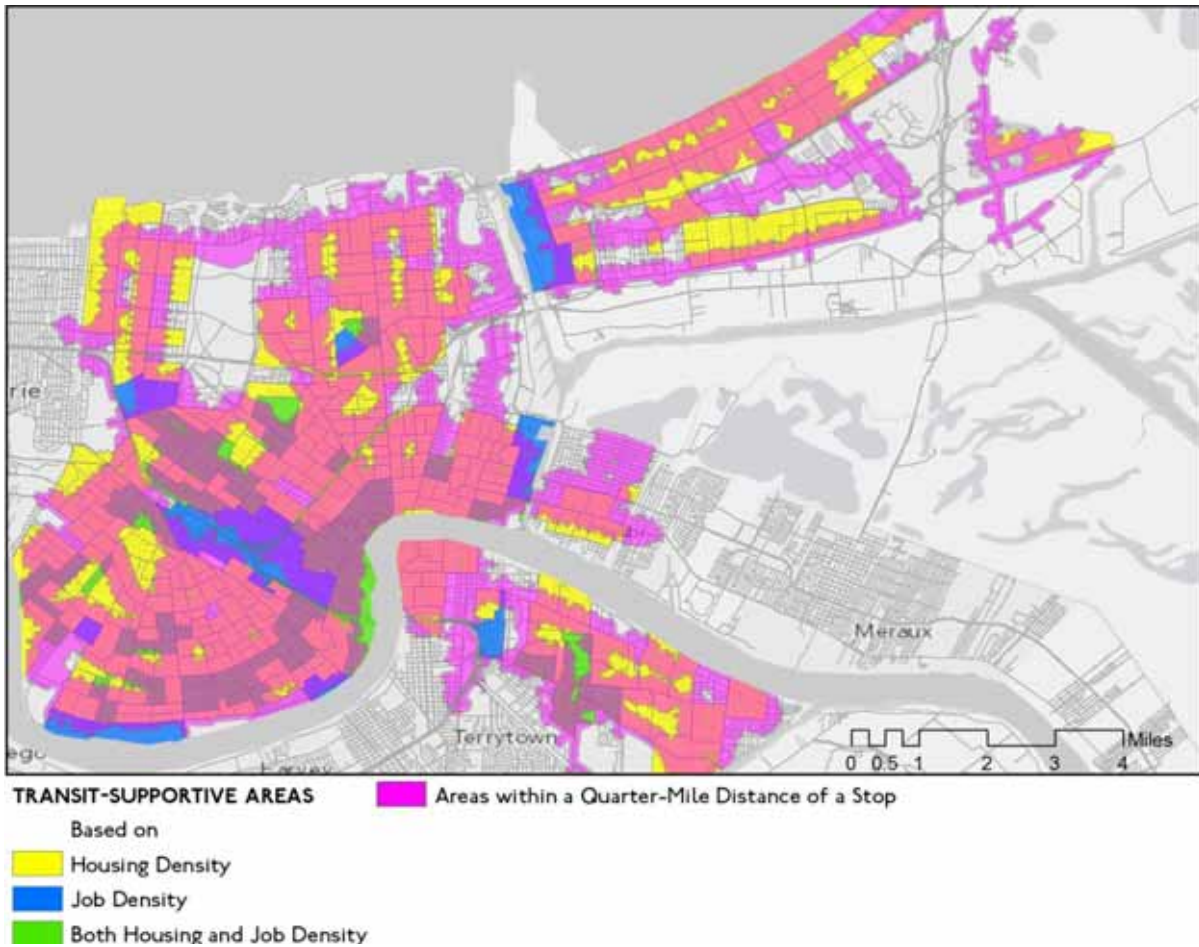 rie
Meraux
Terrytown
Harvey
ego
Miles
0 0.5 1 2 3 4
TRANSIT-SUPPORTIVE AREAS
Areas within a Quarter-Mile Distance of a Stop
Based on
Housing Density
Job Density
Both Housing and Job Density